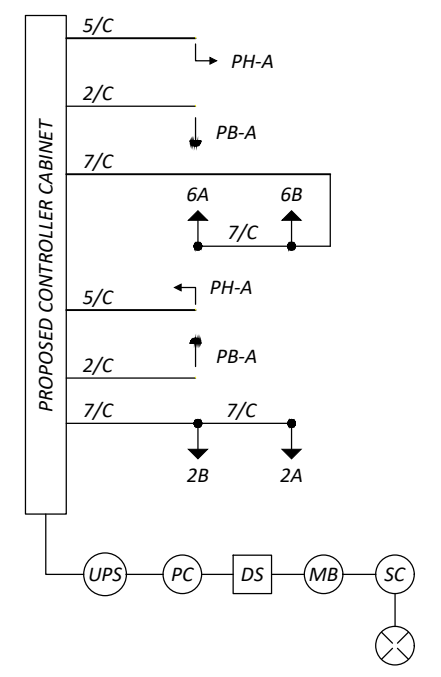 5/C
PH-A
2/C
PB-A
7/C
6A
6B
7/C
PROPOSED CONTROLLER CABINET
PH-A
5/C
PB-A
2/C
7/C
7/C
2B
2A
UPS
PC
DS
MB
SC